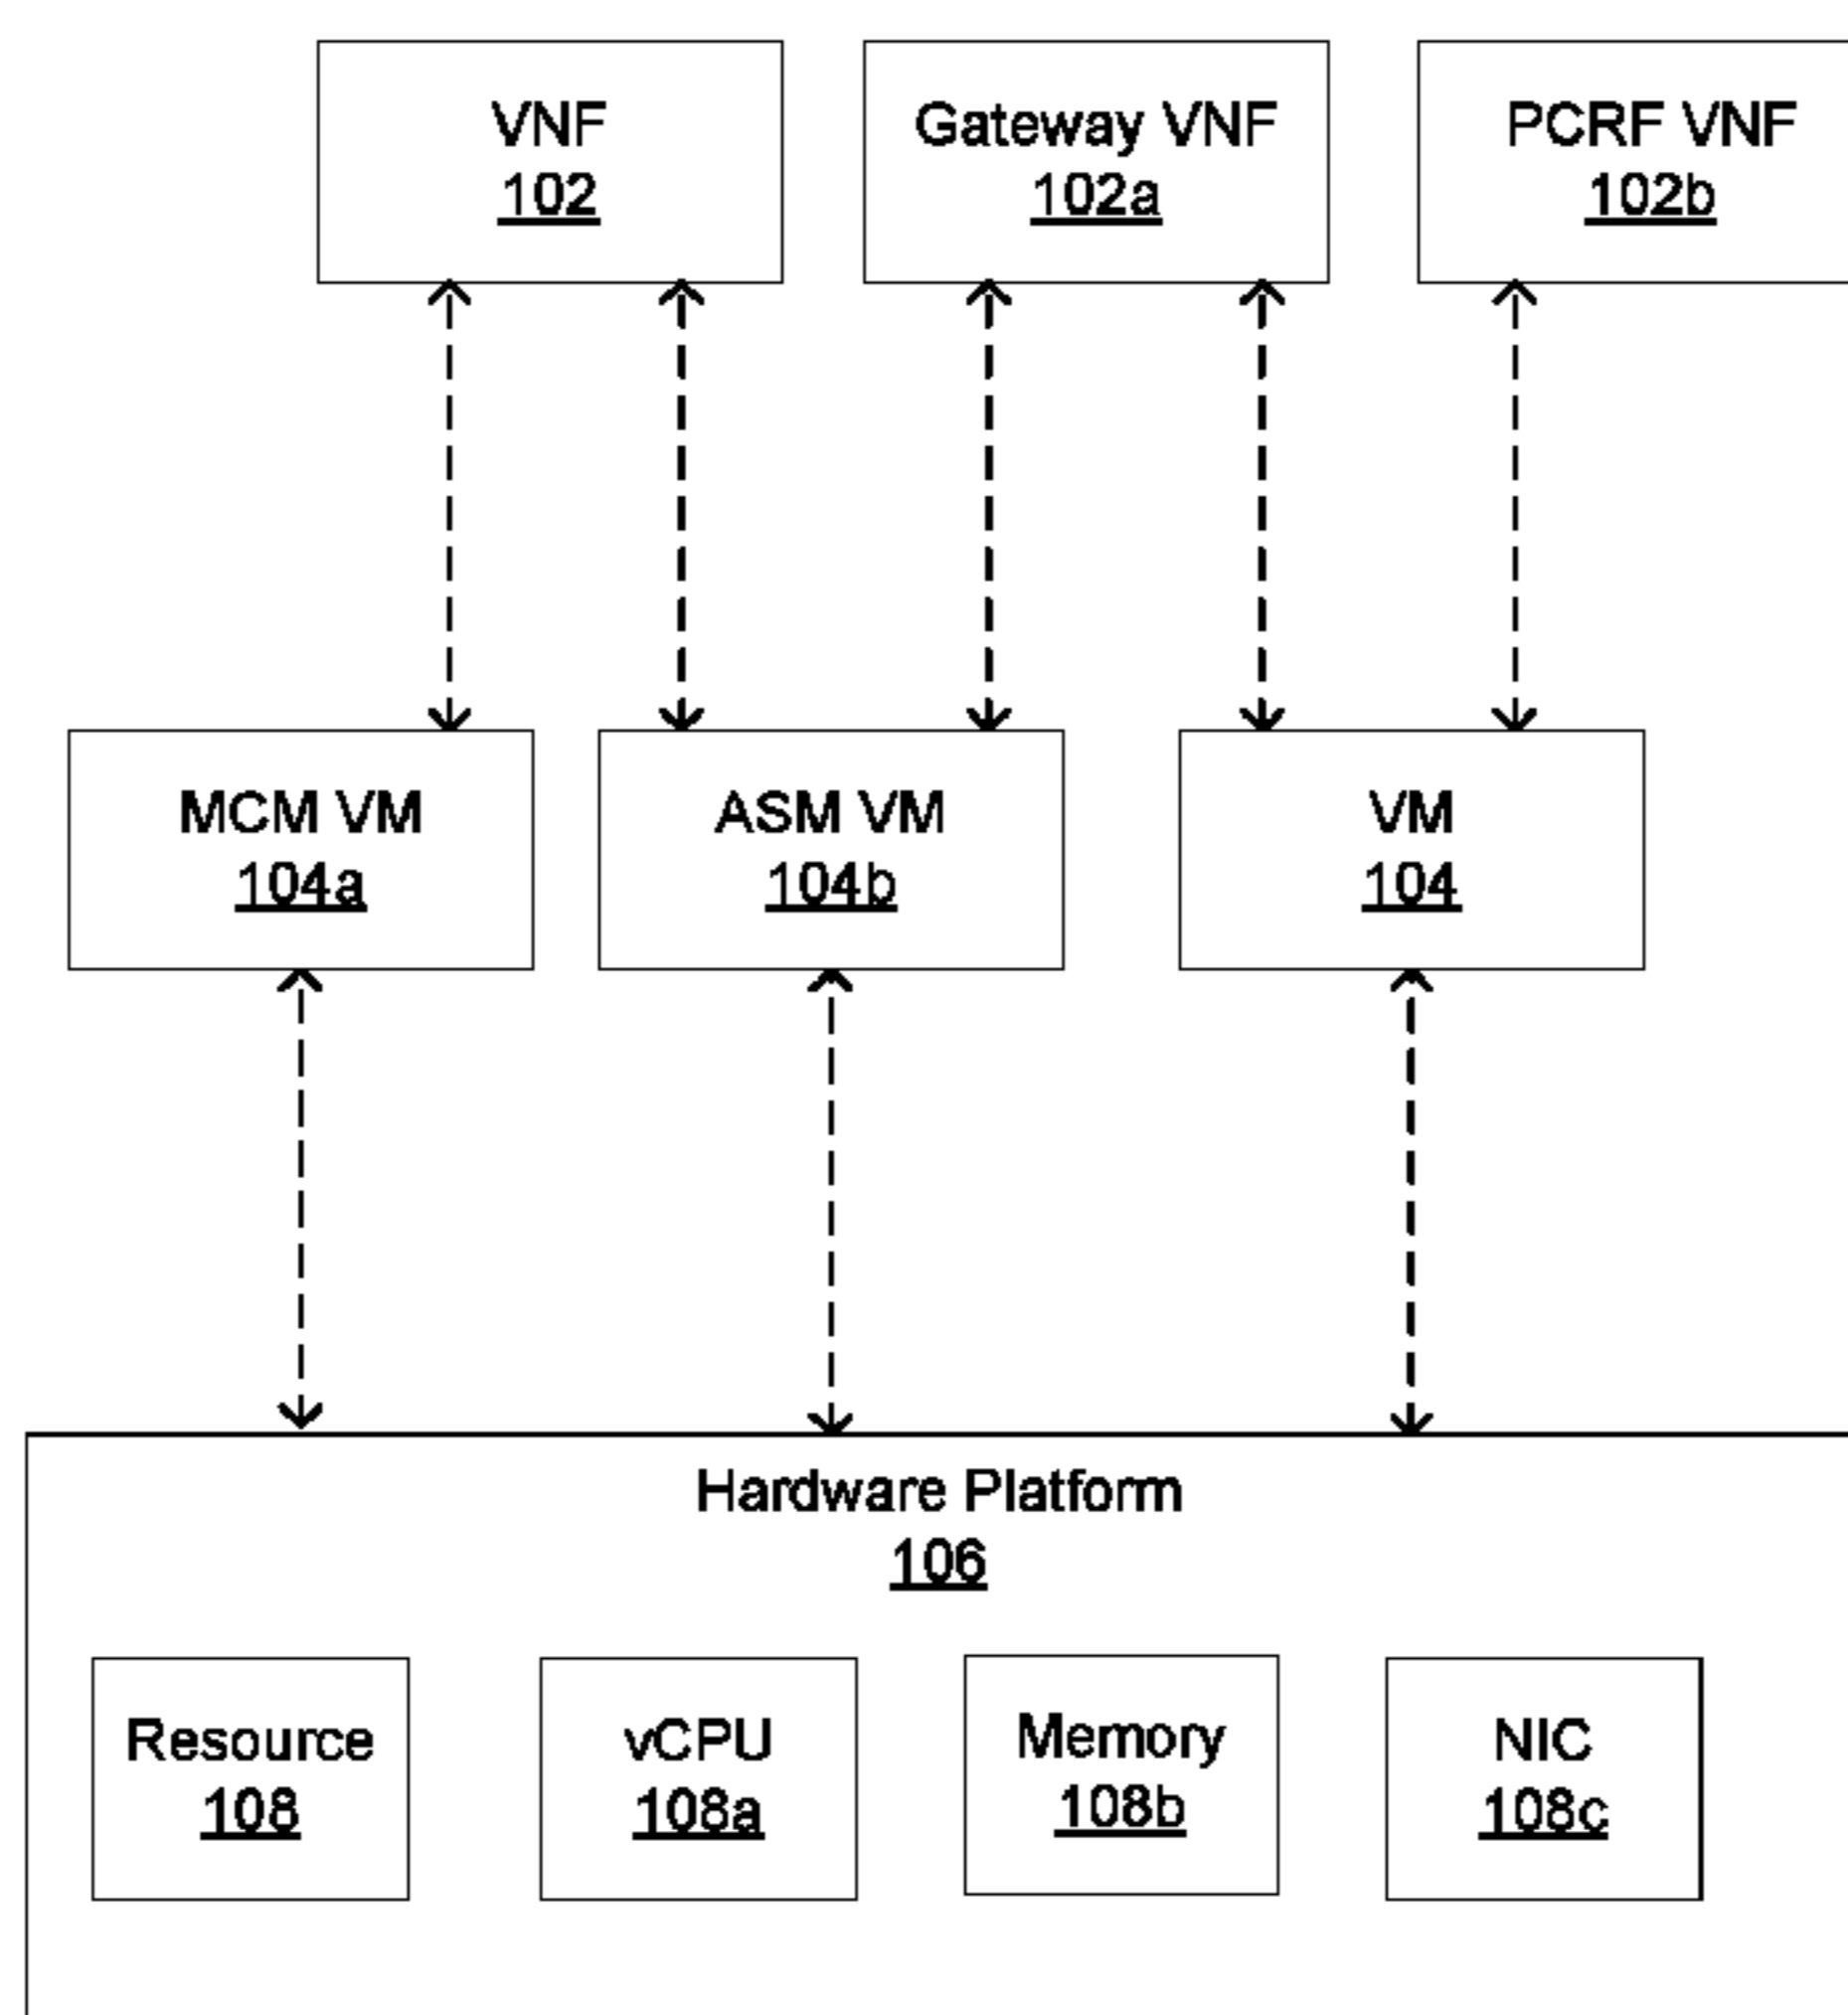 VNF
102
Gateway VNF
102a
PCRF VNF
102b
MCM VM
104a
ASM VM
104b
VM
104
Hardware Platform
106
Resource
108
vCPU
108a
Memory
108b
NIC
108c